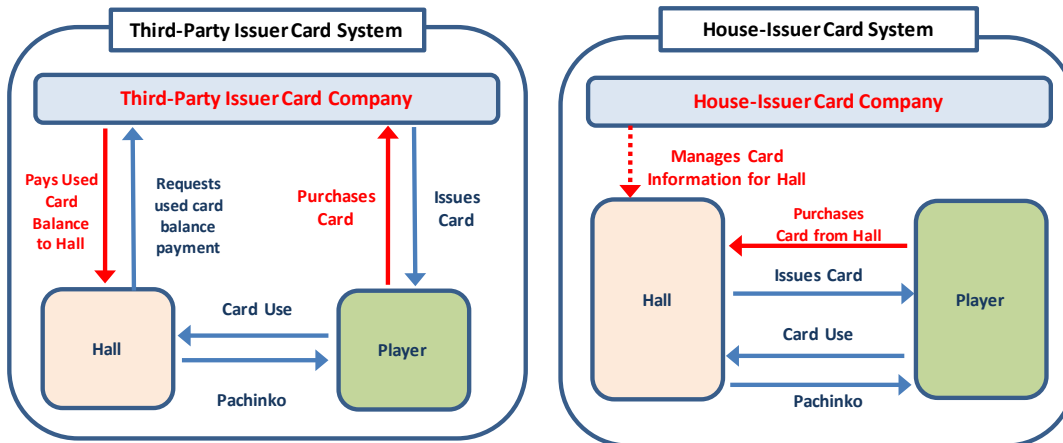 Third-Party Issuer Card System
Third-Party Issuer Card Company
Pays Used
Card
Balance
to Hall
Requests
used card
balance
payment
Purchases
Card
Issues
Card
Hall
Card Use
Player
Pachinko
House-Issuer Card System
House-Issuer Card Company
Manages Card
Information for Hall
Purchases
Card from Hall
Issues Card
Hall
Player
Card Use
Pachinko